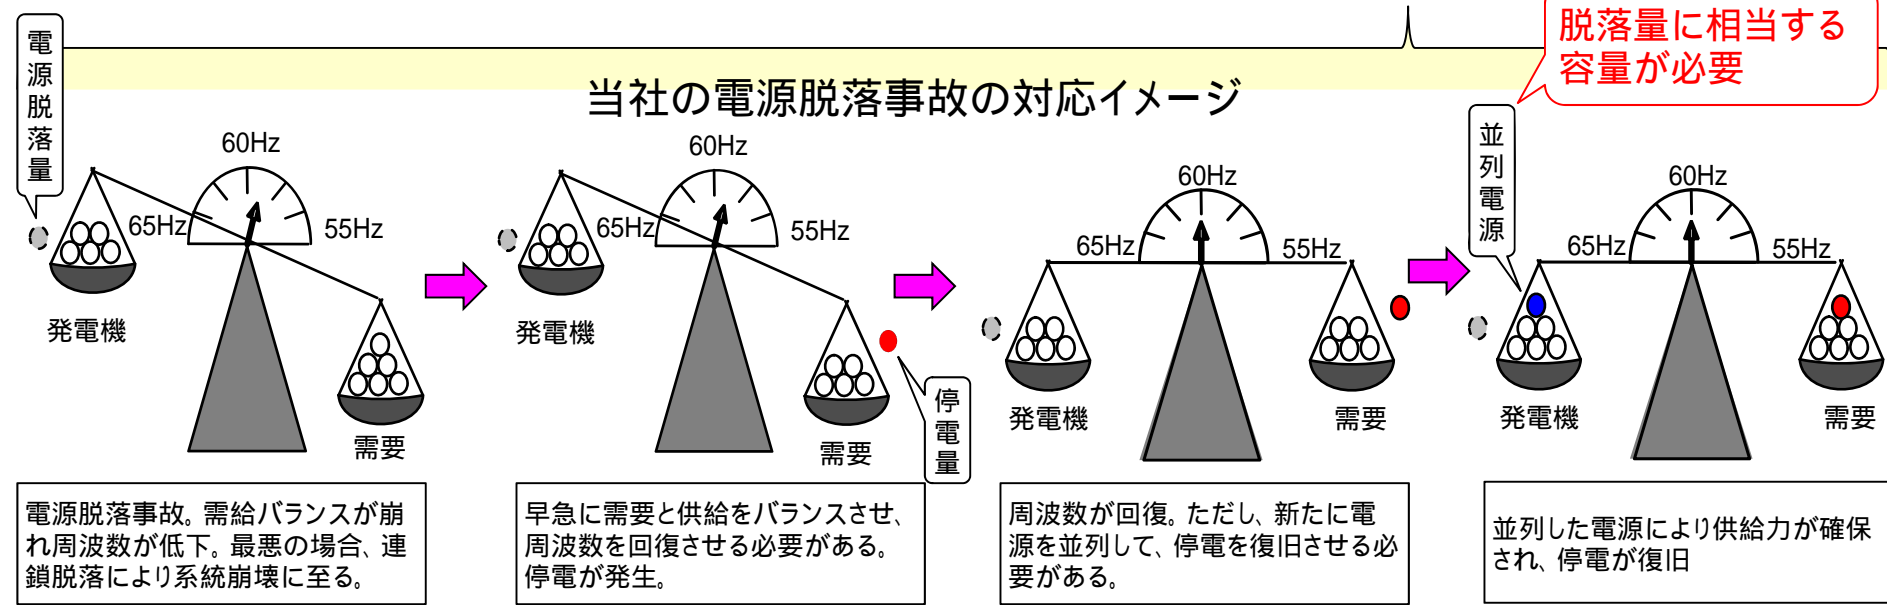 脱落量に相当する
容量が必要
当社の電源脱落事故の対応イメージ
電源脱落量
60Hz
65Hz
55Hz
発電機
需要
電源脱落事故。需給バランスが崩
れ周波数が低下。最悪の場合、連
鎖脱落により系統崩壊に至る。
60Hz
65Hz
55Hz
発電機
需要
停電量
早急に需要と供給をバランスさせ、
周波数を回復させる必要がある。
停電が発生。
60Hz
65Hz
55Hz
発電機
需要
周波数が回復。ただし、新たに電
源を並列して、停電を復旧させる必
要がある。
並列電源
60Hz
65Hz
55Hz
発電機
需要
並列した電源により供給力が確保
され、停電が復旧